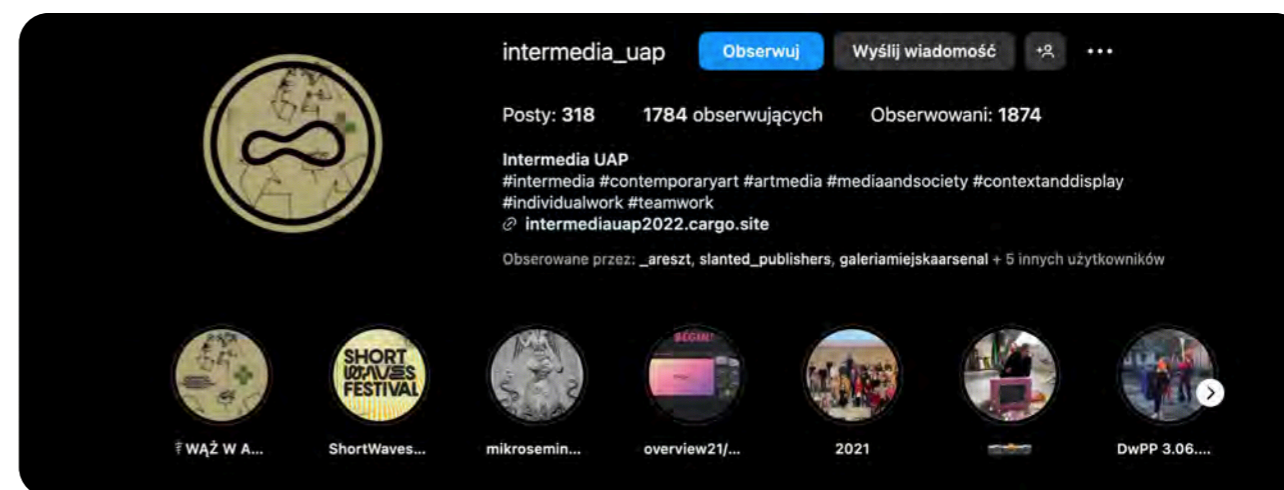 intermedia_uap Obserwuj Wyślij wiadomość
Posty: 318 1784 obserwujących Obserwowani: 1874
Intermedia UAP
#intermedia #contemporaryart #artmedia #mediaandsociety #contextanddisplay
#individualwork #teamwork
intermediauap2022.cargo.site
Obserowane przez: _areszt, slanted_publishers, galeriamiejskaarsenal + 5 innych użytkowników
SHORT
WAVES
FESTIVAL
BEGIN!
WĄŻ W A... ShortWaves... mikrosemin... overview21/... 2021 DwPP 3.06....